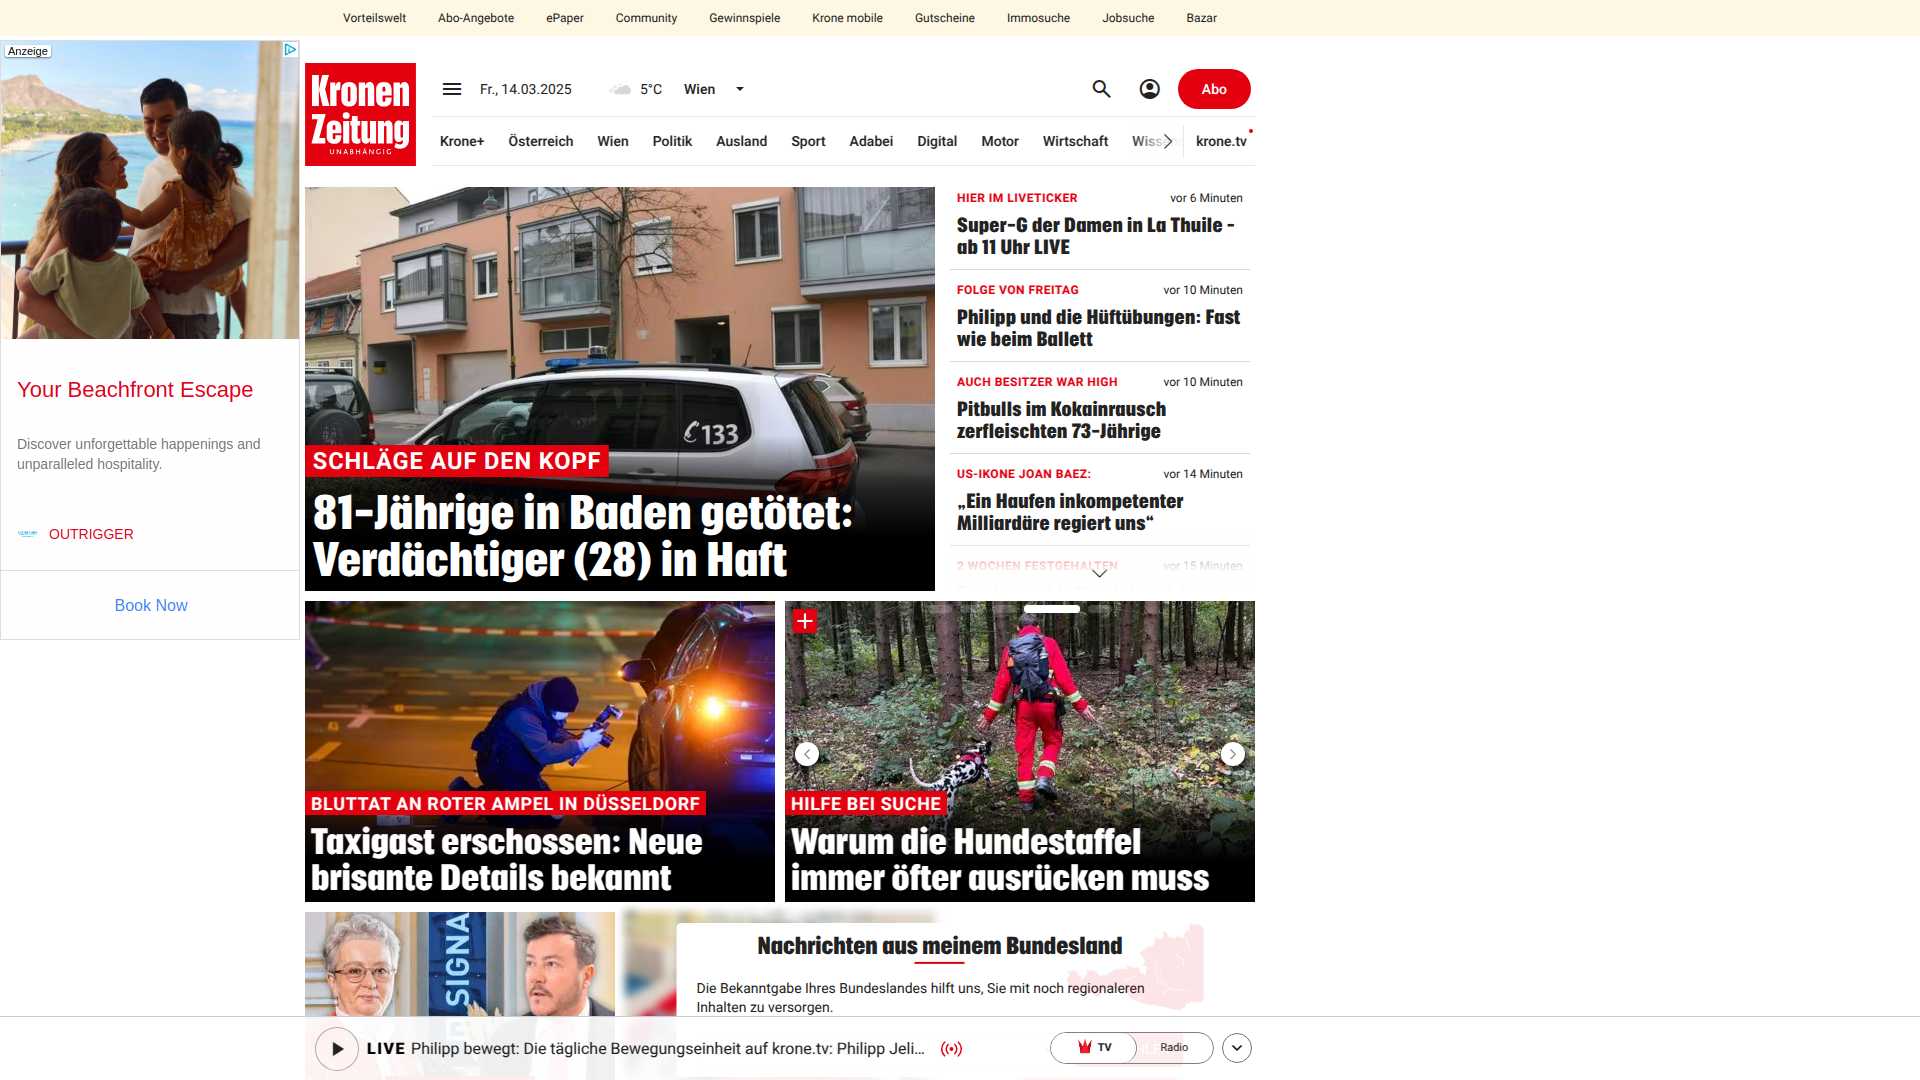 Vorteilswelt
Abo-Angebote
ePaper
Community
Gewinnspiele
Krone mobile
Gutscheine
Immosuche
Jobsuche
Bazar
Anzeige
Your Beachfront Escape
Discover unforgettable happenings and
unparalleled hospitality.
OUTRIGGER
Book Now
Kronen
Zeitung
UNABHÄNGIG
Fr., 14.03.2025
5°C
Wien
Abo
Krone+
Österreich
Wien
Politik
Ausland
Sport
Adabei
Digital
Motor
Wirtschaft
krone.tv
133
SCHLÄGE AUF DEN KOPF
81-Jährige in Baden getötet:
Verdächtiger (28) in Haft
HIER IM LIVETICKER
vor 6 Minuten
Super-G der Damen in La Thuile -
ab 11 Uhr LIVE
FOLGE VON FREITAG
vor 10 Minuten
Philipp und die Hüftübungen: Fast
wie beim Ballett
AUCH BESITZER WAR HIGH
vor 10 Minuten
Pitbulls im Kokainrausch
zerfleischten 73-Jährige
US-IKONE JOAN BAEZ:
vor 14 Minuten
„Ein Haufen inkompetenter
Milliardäre regiert uns“
2 WOCHEN FESTGEHALTEN
vor 15 Minuten
BLUTTAT AN ROTER AMPEL IN DÜSSELDORF
Taxigast erschossen: Neue
brisante Details bekannt
HILFE BEI SUCHE
Warum die Hundestaffel
immer öfter ausrücken muss
SIGNA
Nachrichten aus meinem Bundesland
Die Bekanntgabe Ihres Bundeslandes hilft uns, Sie mit noch regionaleren
Inhalten zu versorgen.
LIVE Philipp bewegt: Die tägliche Bewegungseinheit auf krone.tv: Philipp Jeli...
TV
Radio